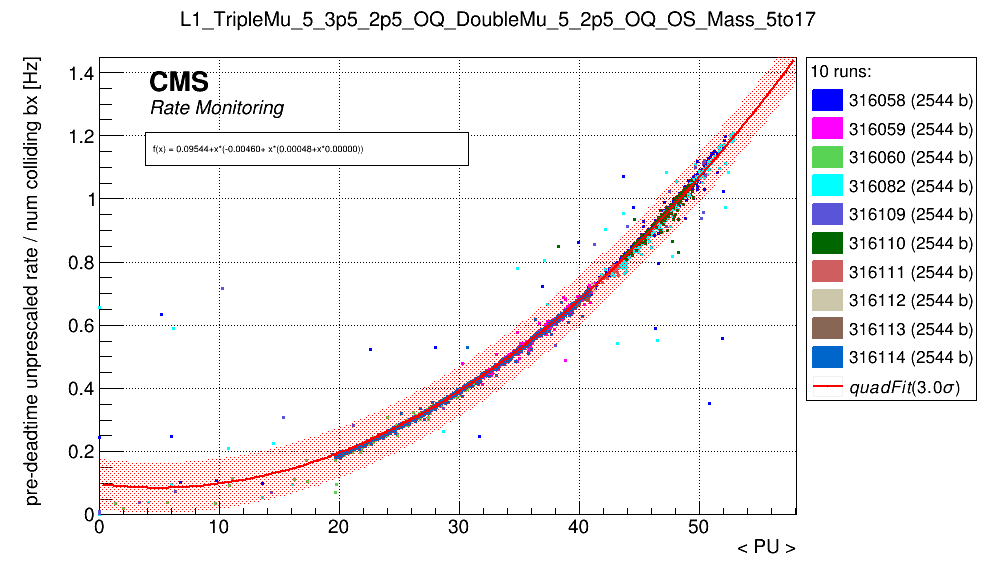 L1_TripleMu_5_3p5_2p5_OQ_DoubleMu_5_2p5_OQ_OS_Mass_5to17
pre-deadtime unprescaled rate / num colliding bx [Hz]
CMS
Rate Monitoring
f(x) = 0.09544+x*(-0.00460+ x*(0.00048+x*0.00000))
1.4
1.2
1
0.8
0.6
0.4
0.2
0
0 10 20 30 40 50
< PU >
10 runs:
316058 (2544 b)
316059 (2544 b)
316060 (2544 b)
316082 (2544 b)
316109 (2544 b)
316110 (2544 b)
316111 (2544 b)
316112 (2544 b)
316113 (2544 b)
316114 (2544 b)
quadFit(3.0σ)